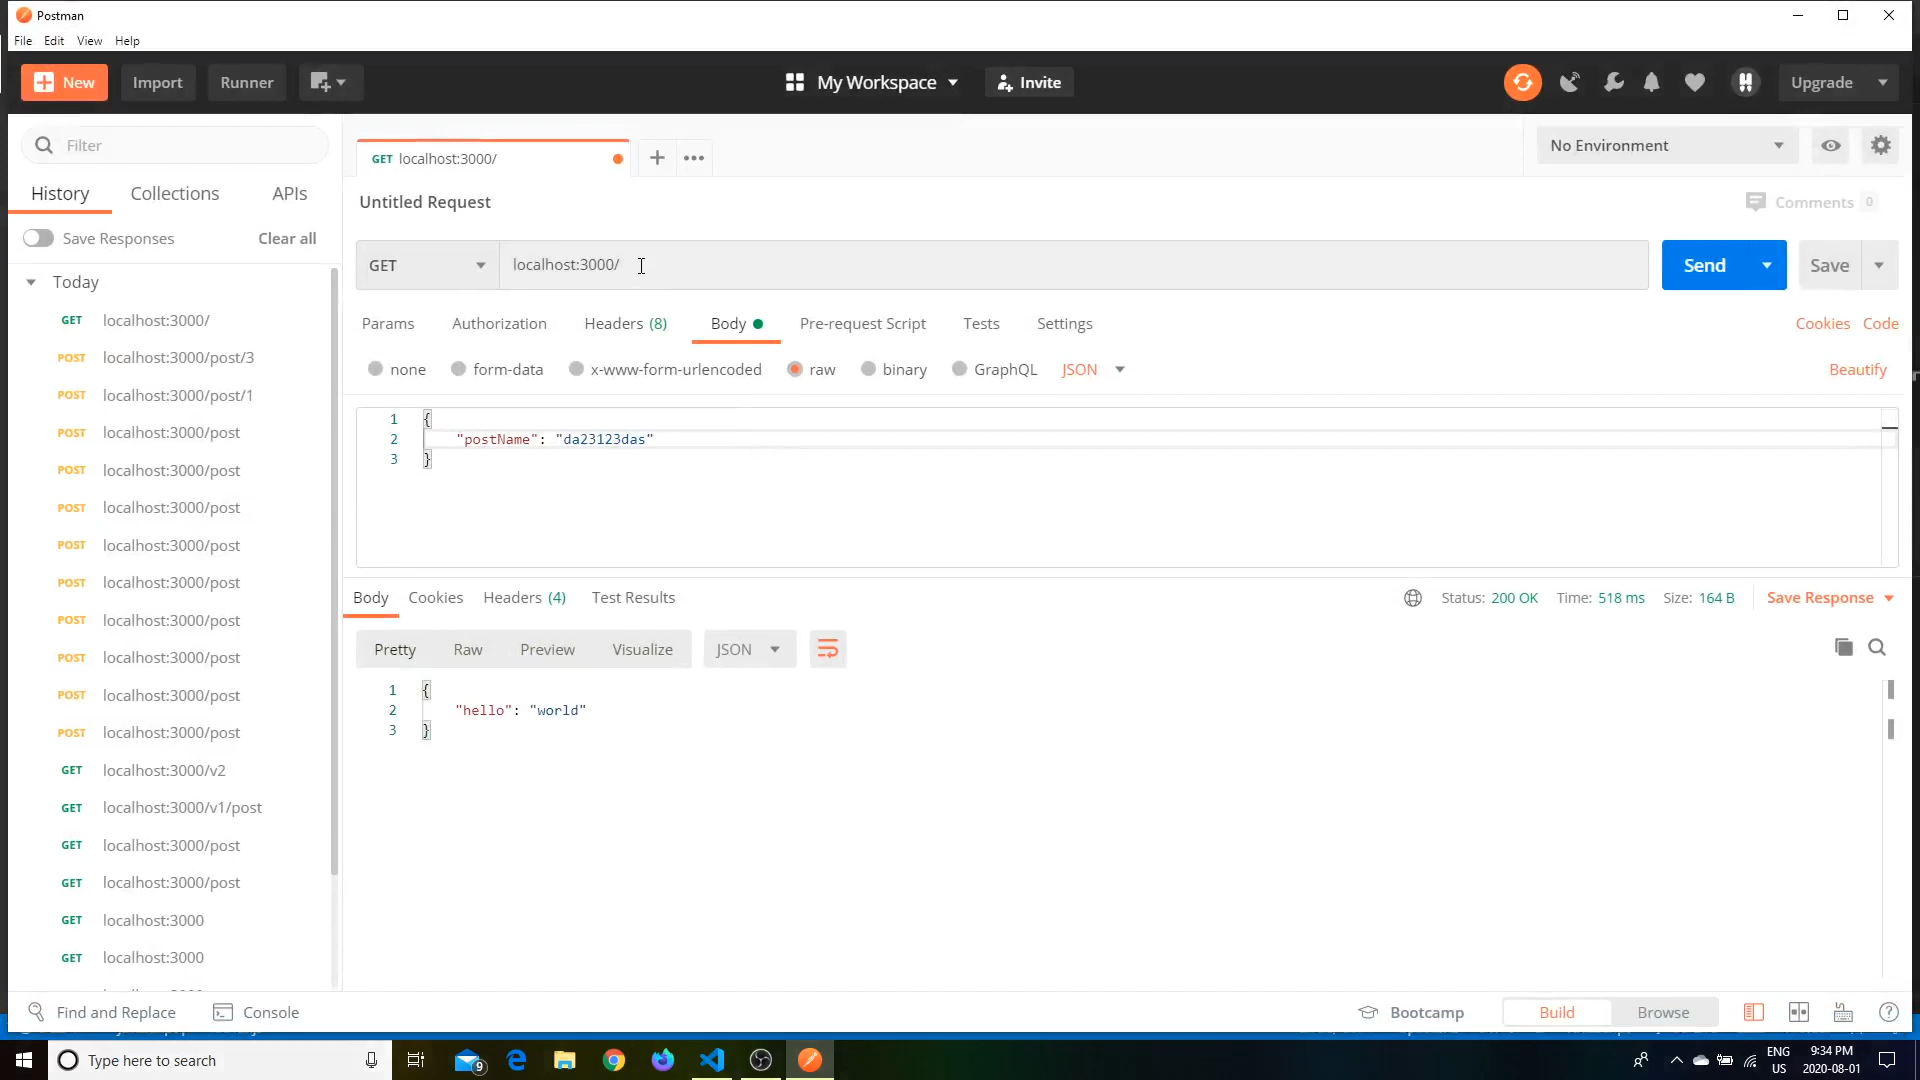 Postman
File Edit View Help
New Import Runner My Workspace Invite Upgrade
Filter
History Collections APIs
Save Responses Clear all
Today
GET localhost:3000/
POST localhost:3000/post/3
POST localhost:3000/post/1
POST localhost:3000/post
POST localhost:3000/post
POST localhost:3000/post
POST localhost:3000/post
POST localhost:3000/post
POST localhost:3000/post
POST localhost:3000/post
POST localhost:3000/post
POST localhost:3000/post
GET localhost:3000/v2
GET localhost:3000/v1/post
GET localhost:3000/post
GET localhost:3000/post
GET localhost:3000
GET localhost:3000
GET localhost:3000/
No Environment
Untitled Request
Comments 0
GET localhost:3000/ Send Save
Params Authorization Headers (8) Body Pre-request Script Tests Settings Cookies Code
none form-data x-www-form-urlencoded raw binary GraphQL JSON Beautify
1 {
2 "postName": "da23123das"
3 }
Body Cookies Headers (4) Test Results Status: 200 OK Time: 518 ms Size: 164 B Save Response
Pretty Raw Preview Visualize JSON
1 {
2 "hello": "world"
3 }
Find and Replace Console Bootcamp Build Browse
Type here to search
9
ENG
US
9:34 PM
2020-08-01